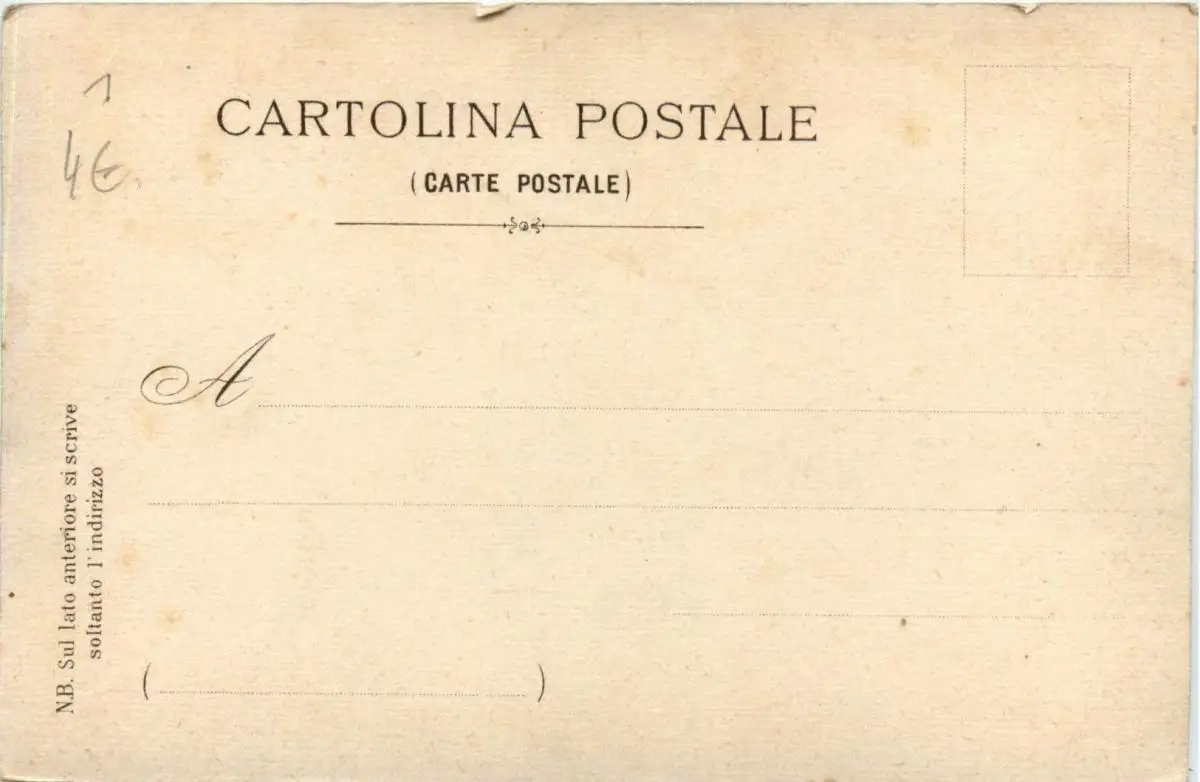 1
4€
CARTOLINA POSTALE
(CARTE POSTALE)
A
N.B. Sul lato anteriore si scrive
soltanto l'indirizzo
( )